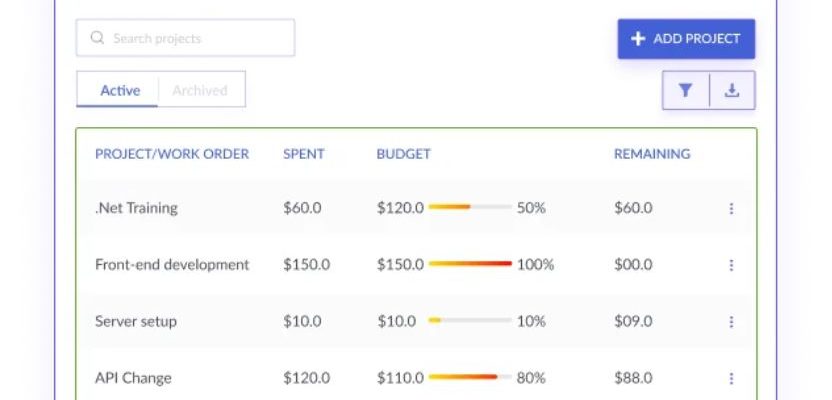 Search projects
ADD PROJECT
Active Archived
PROJECT/WORK ORDER SPENT BUDGET REMAINING
.Net Training $60.0 $120.0 50% $60.0
Front-end development $150.0 $150.0 100% $00.0
Server setup $10.0 $10.0 10% $09.0
API Change $120.0 $110.0 80% $88.0